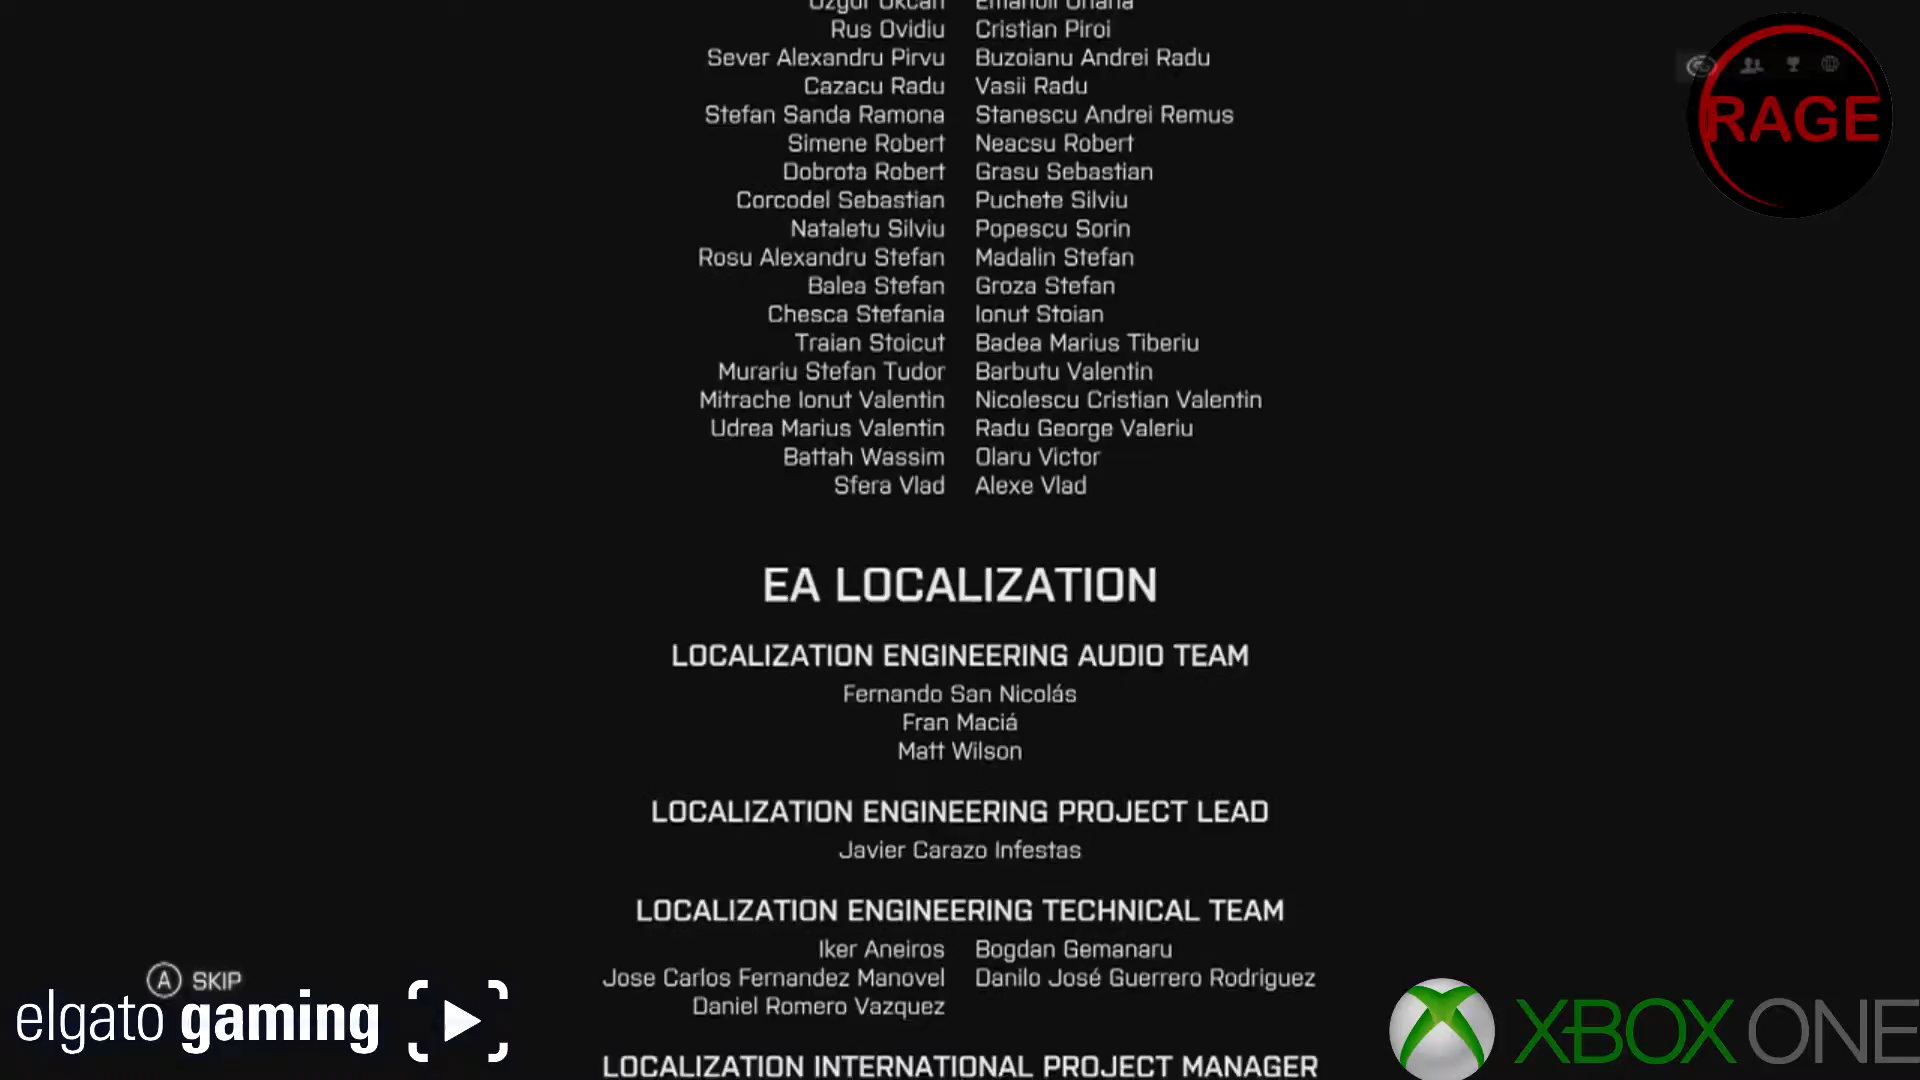 Ozgur Okcan Emanoil Ohana
Rus Ovidiu Cristian Piroi
Sever Alexandru Pirvu Buzoianu Andrei Radu
Cazacu Radu Vasii Radu
Stefan Sanda Ramona Stanescu Andrei Remus
Simene Robert Neacsu Robert
Dobrota Robert Grasu Sebastian
Corcodel Sebastian Puchete Silviu
Nataletu Silviu Popescu Sorin
Rosu Alexandru Stefan Madalin Stefan
Balea Stefan Groza Stefan
Chesca Stefania Ionut Stoian
Traian Stoicut Badea Marius Tiberiu
Murariu Stefan Tudor Barbutu Valentin
Mitrache Ionut Valentin Nicolescu Cristian Valentin
Udrea Marius Valentin Radu George Valeriu
Battah Wassim Olaru Victor
Sfera Vlad Alexe Vlad
RAGE
EA LOCALIZATION
LOCALIZATION ENGINEERING AUDIO TEAM
Fernando San Nicolás
Fran Maciá
Matt Wilson
LOCALIZATION ENGINEERING PROJECT LEAD
Javier Carazo Infestas
LOCALIZATION ENGINEERING TECHNICAL TEAM
Iker Aneiros Bogdan Gemanaru
Jose Carlos Fernandez Manovel Danilo José Guerrero Rodriguez
Daniel Romero Vazquez
LOCALIZATION INTERNATIONAL PROJECT MANAGER
A SKIP
elgato gaming
XBOX ONE